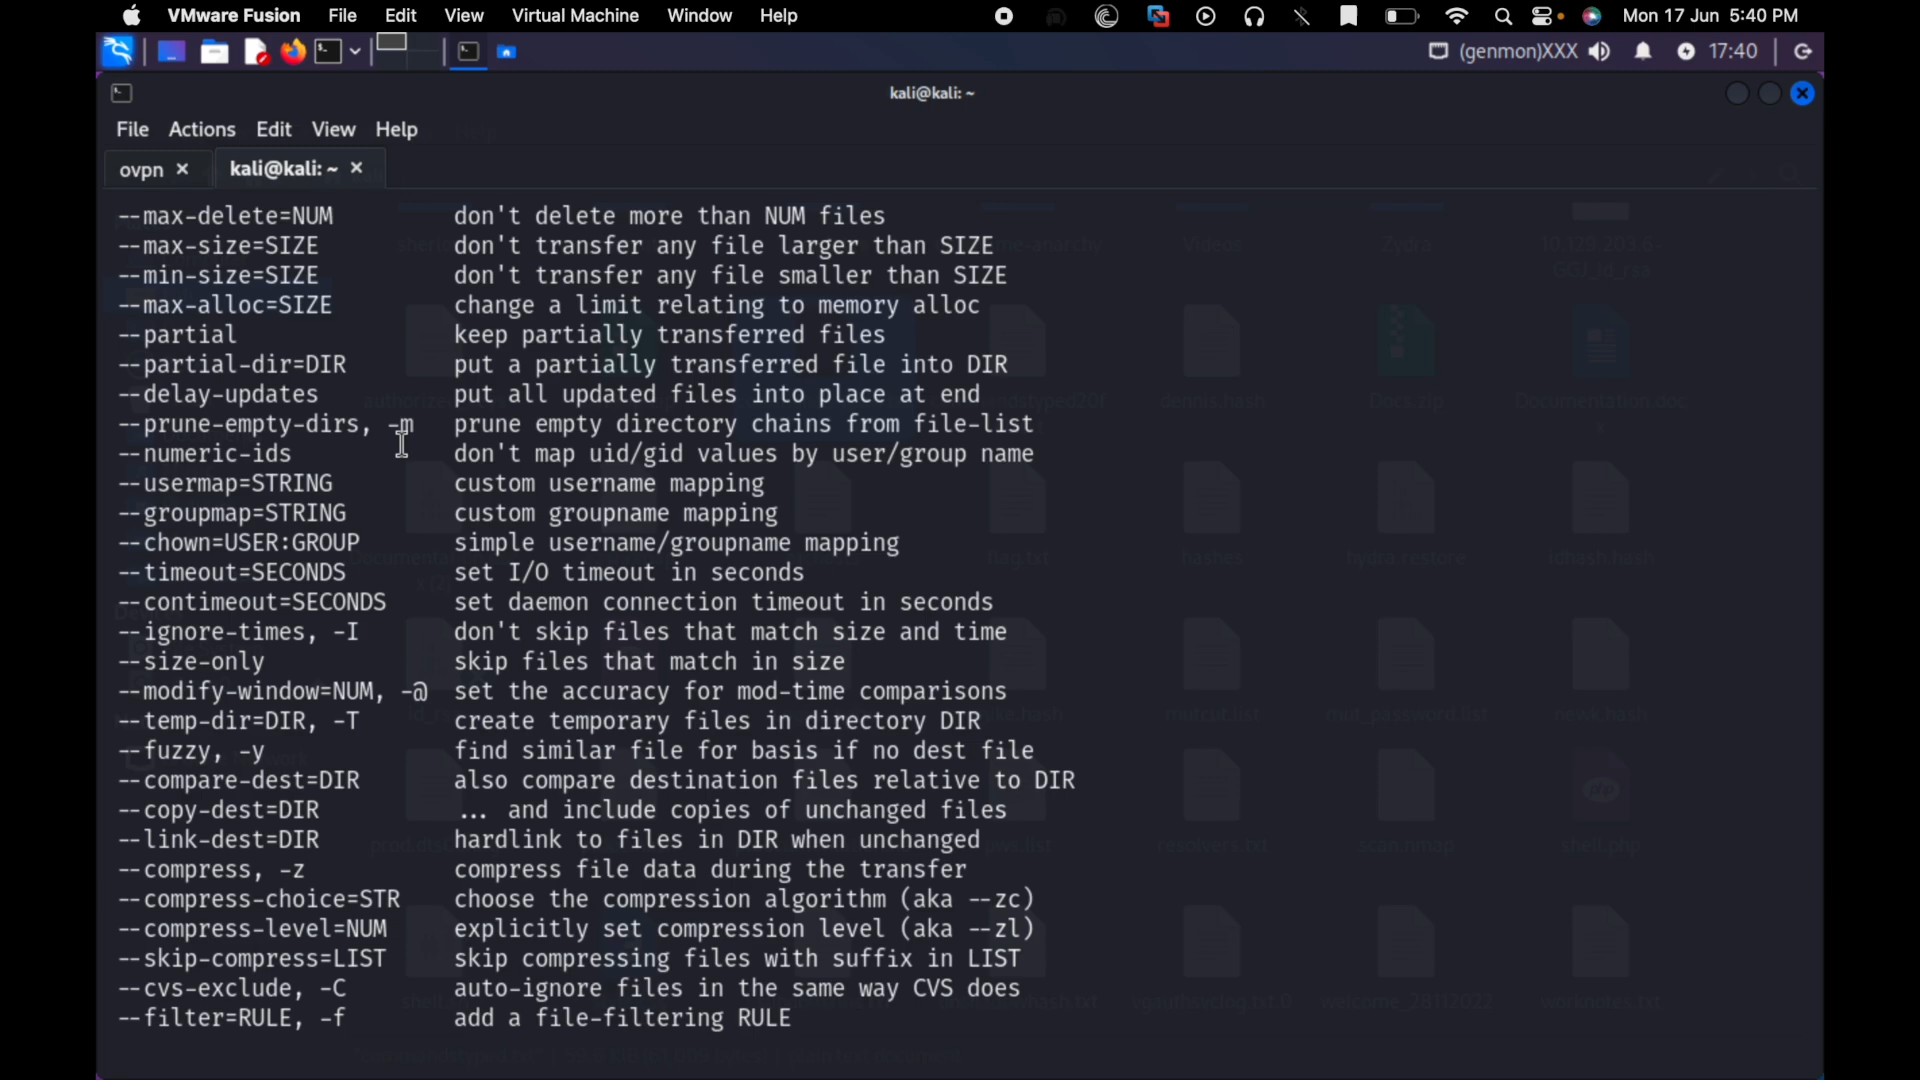 VMware Fusion File Edit View Virtual Machine Window Help Mon 17 Jun 5:40 PM
(genmon)XXX 17:40
kali@kali: ~
File Actions Edit View Help
ovpn kali@kali: ~
--max-delete=NUM don't delete more than NUM files
--max-size=SIZE don't transfer any file larger than SIZE
--min-size=SIZE don't transfer any file smaller than SIZE
--max-alloc=SIZE change a limit relating to memory alloc
--partial keep partially transferred files
--partial-dir=DIR put a partially transferred file into DIR
--delay-updates put all updated files into place at end
--prune-empty-dirs, -m prune empty directory chains from file-list
--numeric-ids don't map uid/gid values by user/group name
--usermap=STRING custom username mapping
--groupmap=STRING custom groupname mapping
--chown=USER:GROUP simple username/groupname mapping
--timeout=SECONDS set I/O timeout in seconds
--contimeout=SECONDS set daemon connection timeout in seconds
--ignore-times, -I don't skip files that match size and time
--size-only skip files that match in size
--modify-window=NUM, -@ set the accuracy for mod-time comparisons
--temp-dir=DIR, -T create temporary files in directory DIR
--fuzzy, -y find similar file for basis if no dest file
--compare-dest=DIR also compare destination files relative to DIR
--copy-dest=DIR ... and include copies of unchanged files
--link-dest=DIR hardlink to files in DIR when unchanged
--compress, -z compress file data during the transfer
--compress-choice=STR choose the compression algorithm (aka --zc)
--compress-level=NUM explicitly set compression level (aka --zl)
--skip-compress=LIST skip compressing files with suffix in LIST
--cvs-exclude, -C auto-ignore files in the same way CVS does
--filter=RULE, -f add a file-filtering RULE